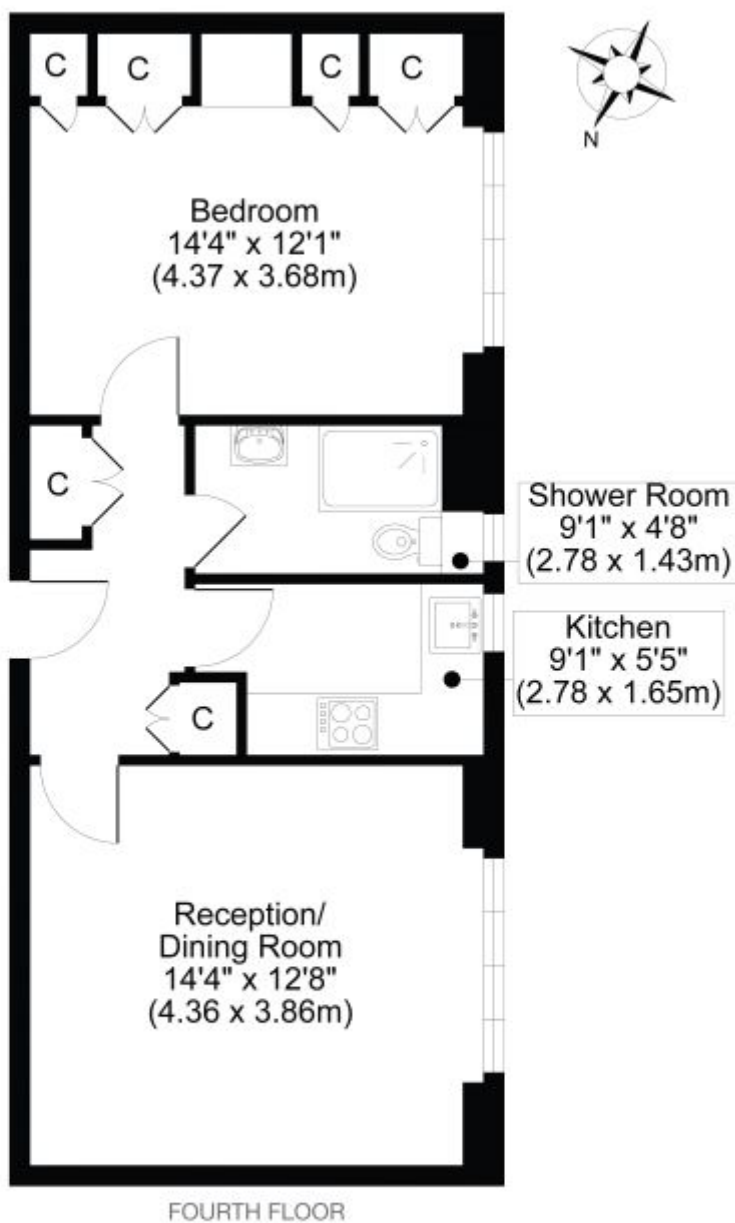 C
C
C
C
N
Bedroom
14'4" x 12'1"
(4.37 x 3.68m)
C
Shower Room
9'1" x 4'8"
(2.78 x 1.43m)
Kitchen
9'1" x 5'5"
(2.78 x 1.65m)
C
Reception/
Dining Room
14'4" x 12'8"
(4.36 x 3.86m)
FOURTH FLOOR